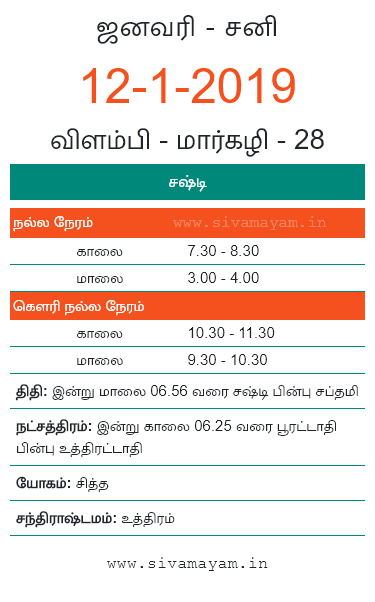 ஜனவரி - சனி
12-1-2019
விளம்பி - மார்கழி - 28
சஷ்டி
நல்ல நேரம் www.sivamayam.in
காலை 7.30 - 8.30
மாலை 3.00 - 4.00
கௌரி நல்ல நேரம்
காலை 10.30 - 11.30
மாலை 9.30 - 10.30
திதி: இன்று மாலை 06.56 வரை சஷ்டி பின்பு சப்தமி
நட்சத்திரம்: இன்று காலை 06.25 வரை பூரட்டாதி
பின்பு உத்திரட்டாதி
யோகம்: சித்த
சந்திராஷ்டமம்: உத்திரம்
www.sivamayam.in